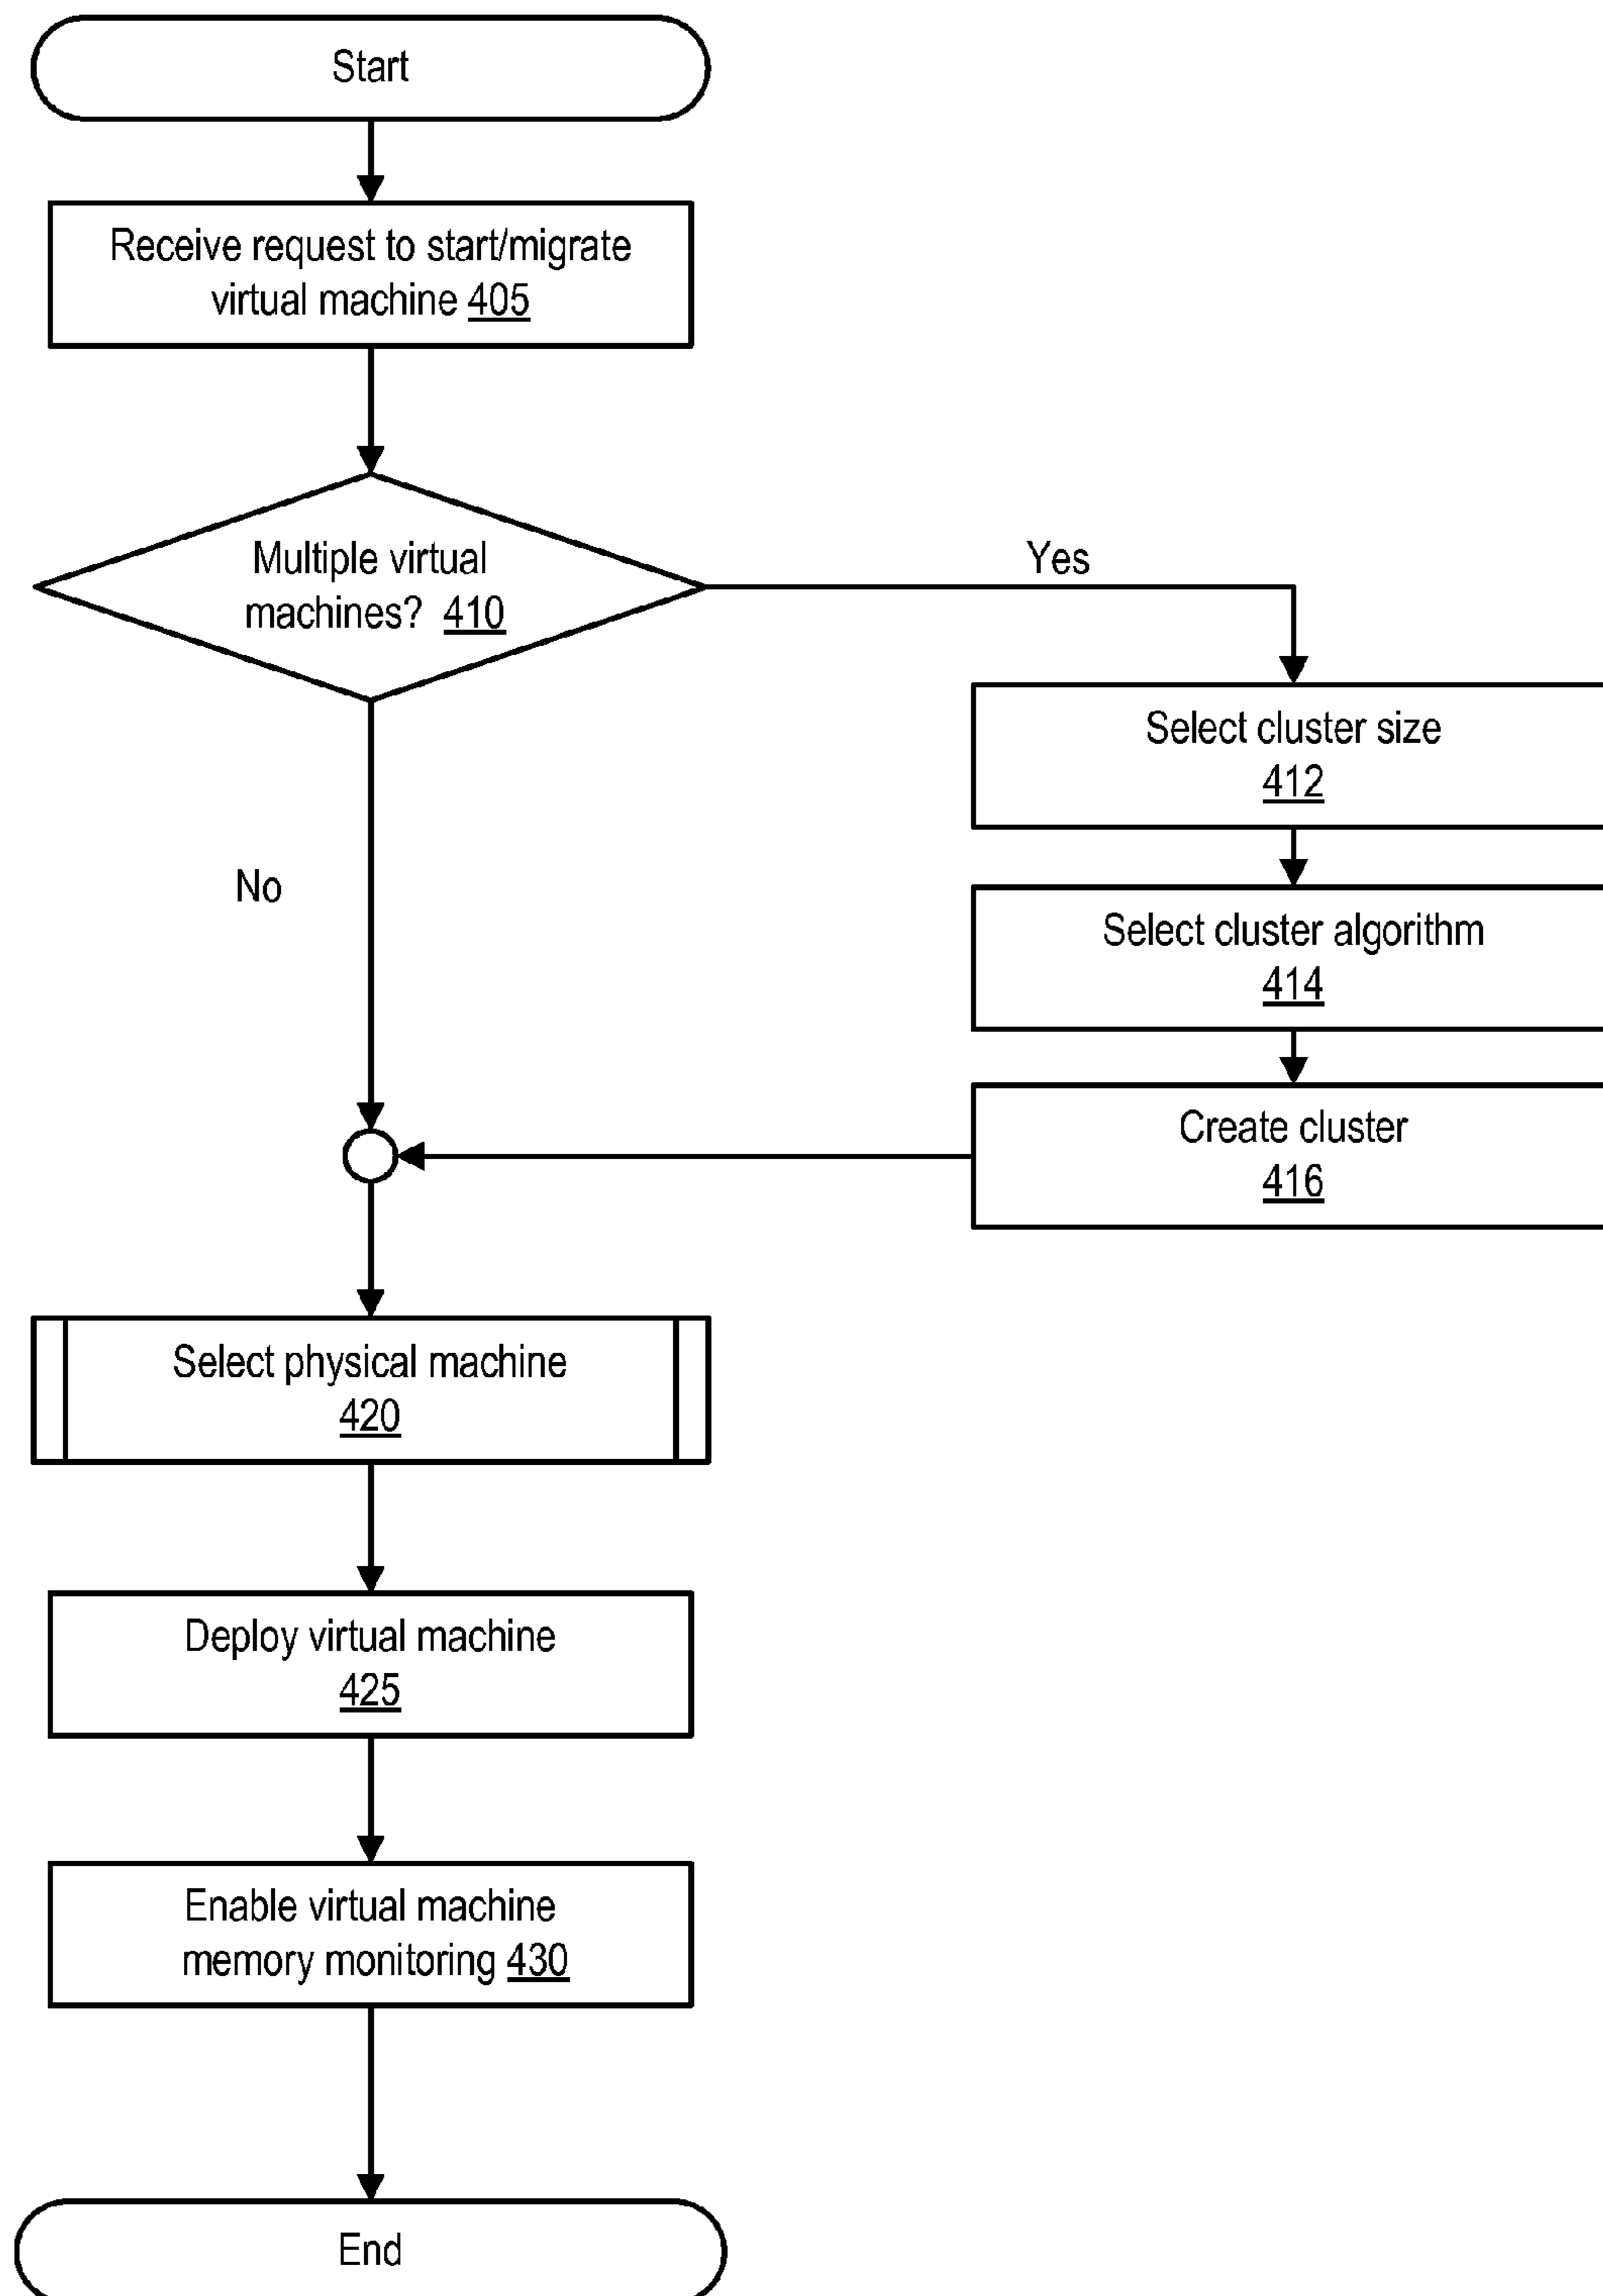 Start
Receive request to start/migrate
virtual machine 405
Multiple virtual
machines? 410
Yes
Select cluster size
412
No
Select cluster algorithm
414
Create cluster
416
Select physical machine
420
Deploy virtual machine
425
Enable virtual machine
memory monitoring 430
End